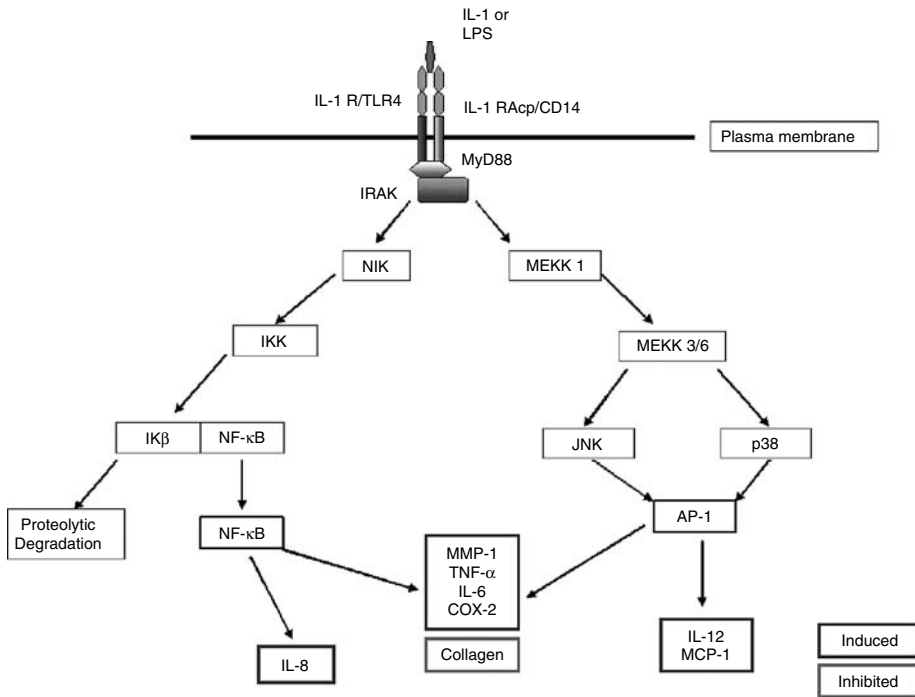 IL-1 or
LPS
IL-1 R/TLR4
IL-1 RAcp/CD14
Plasma membrane
MyD88
IRAK
NIK
MEKK 1
IKK
MEKK 3/6
IKβ
NF-κB
JNK
p38
Proteolytic
Degradation
NF-κB
MMP-1
TNF-α
IL-6
COX-2
AP-1
Collagen
IL-8
IL-12
MCP-1
Induced
Inhibited